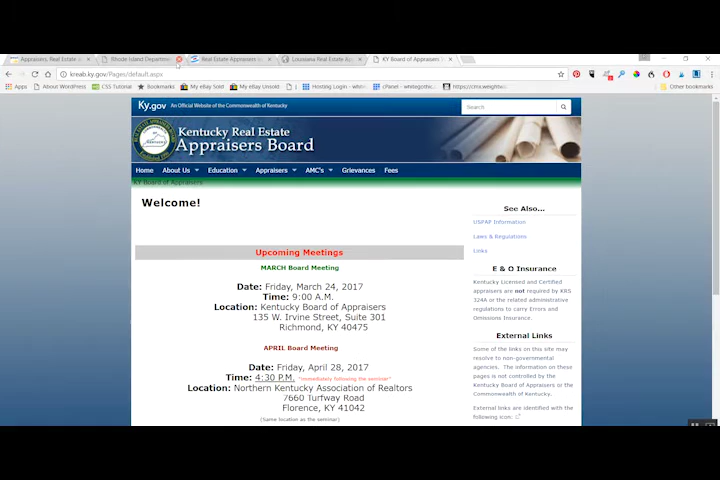 Appraisers, Real Estate a
Rhode Island Departmen
Real Estate Appraisers
Louisiana Real Estate A
KY Board of Appraisers
kreab.ky.gov/Pages/default.aspx
Apps
About WordPress
CSS Tutorial
Bookmarks
My eBay Sold
My eBay Unsold
Hosting Login - white
cPanel - whitegothvi
https://cmx.weightwa
Other bookmarks
Ky.gov An Official Website of the Commonwealth of Kentucky
Search
Kentucky Real Estate
Appraisers Board
Home About Us Education Appraisers AMC's Grievances Fees
KY Board of Appraisers
Welcome!
Upcoming Meetings
MARCH Board Meeting
Date: Friday, March 24, 2017
Time: 9:00 A.M.
Location: Kentucky Board of Appraisers
135 W. Irvine Street, Suite 301
Richmond, KY 40475
APRIL Board Meeting
Date: Friday, April 28, 2017
Time: 4:30 P.M. *immediately following the seminar*
Location: Northern Kentucky Association of Realtors
7660 Turfway Road
Florence, KY 41042
(Same location as the seminar)
See Also...
USPAP Information
Laws & Regulations
Links
E & O Insurance
Kentucky Licensed and Certified
appraisers are not required by KRS
324A or the related administrative
regulations to carry Errors and
Omissions Insurance.
External Links
Some of the links on this site may
resolve to non-governmental
agencies. The information on these
pages is not controlled by the
Kentucky Board of Appraisers or the
Commonwealth of Kentucky.
External links are identified with the
following icon: